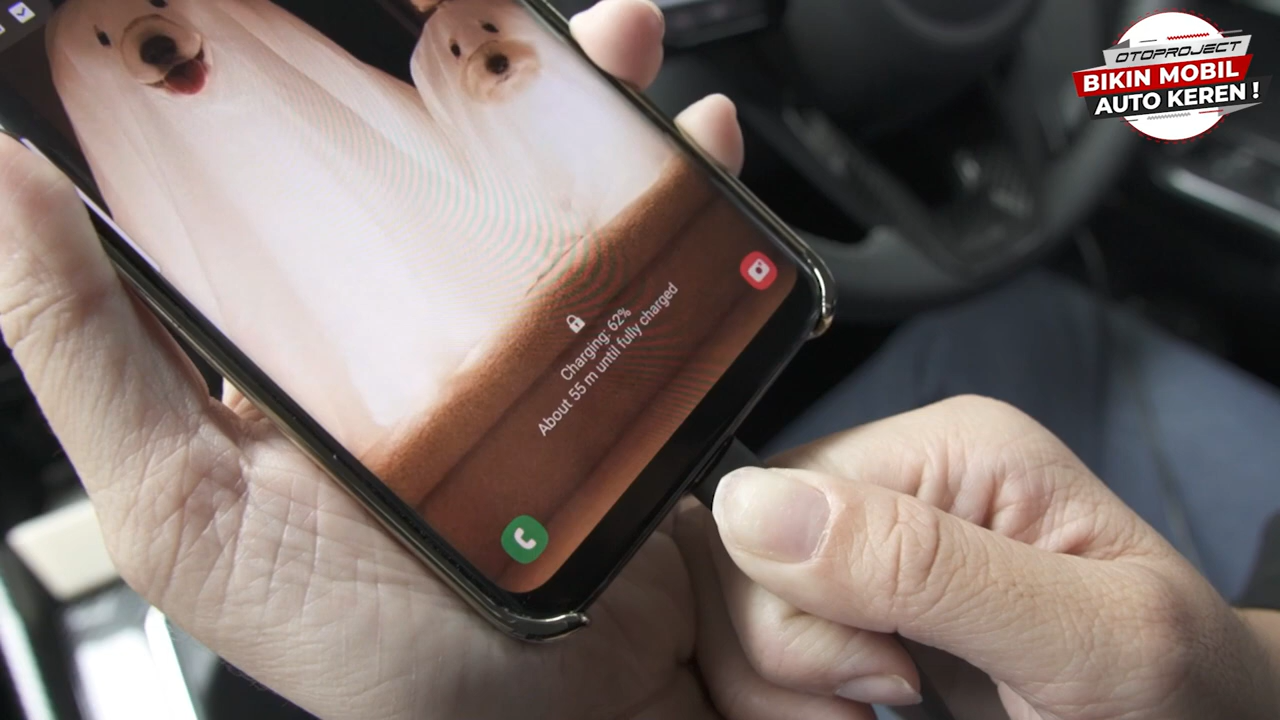 OTOPROJECT
BIKIN MOBIL
AUTO KEREN !
Charging: 62%
About 55 m until fully charged